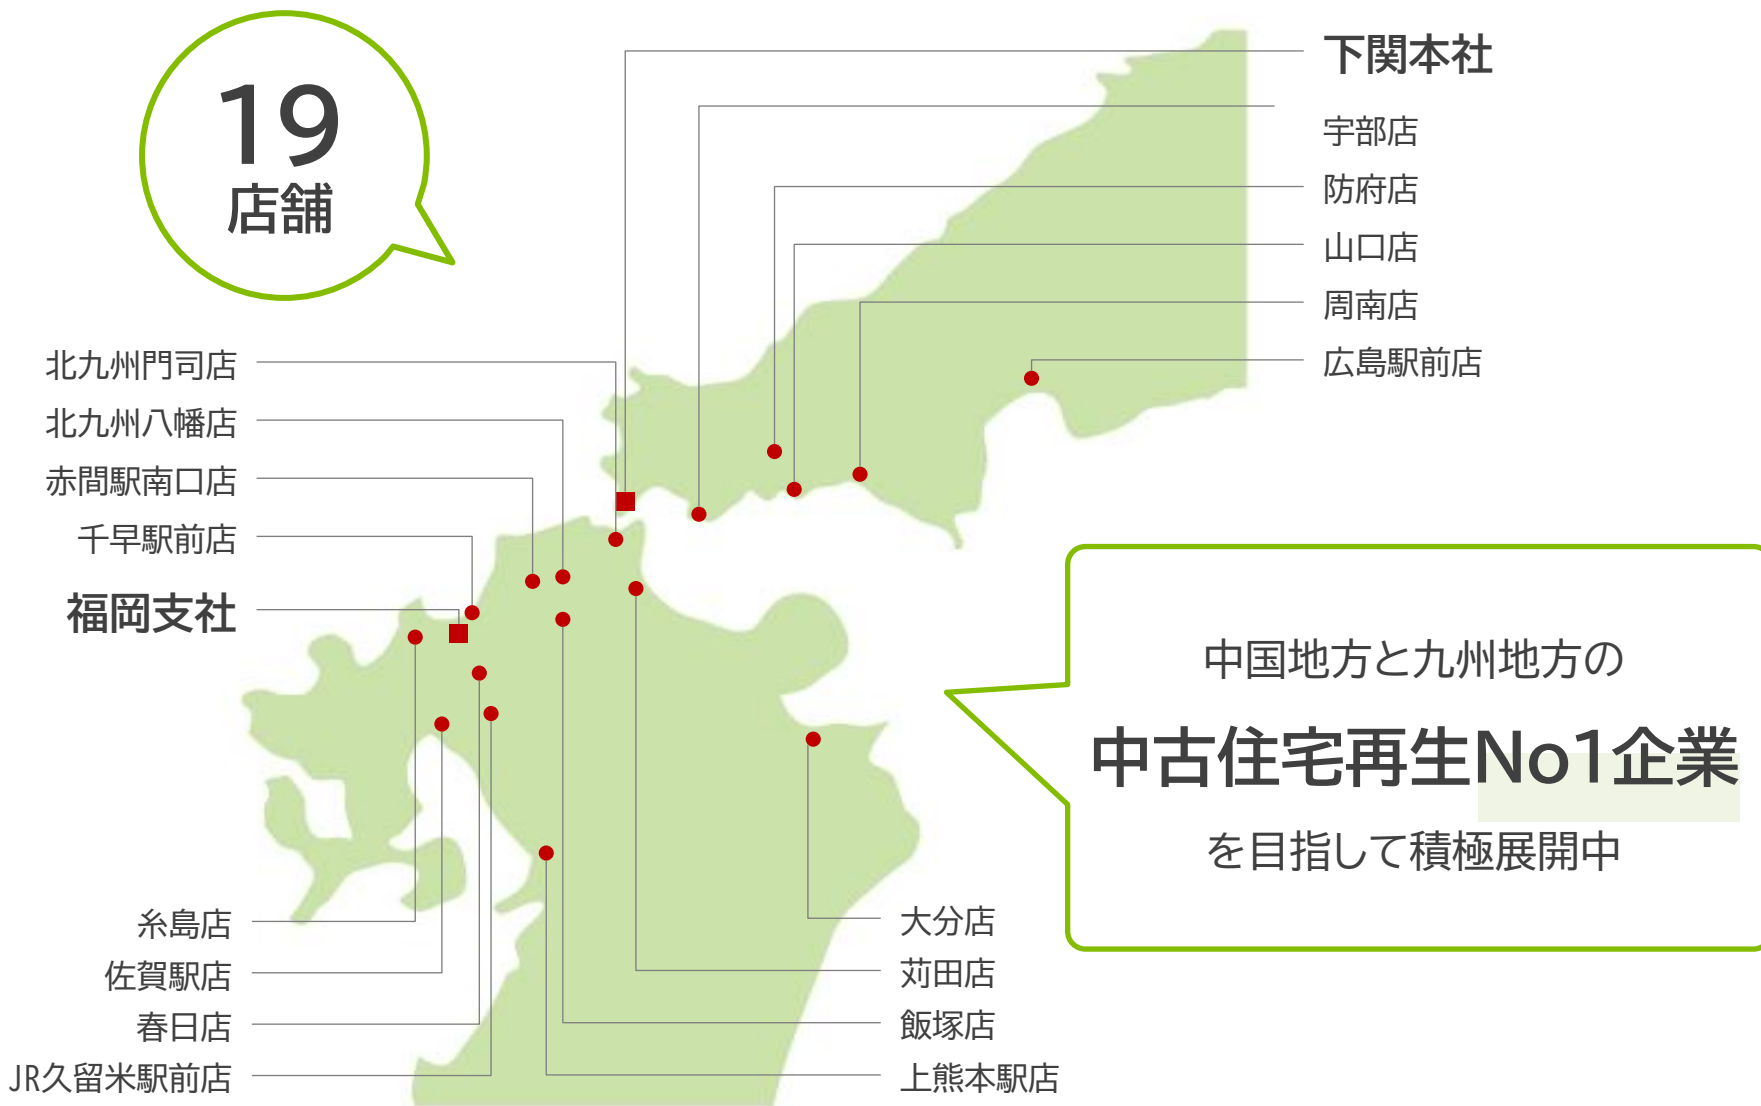 19
店舗
下関本社
宇部店
防府店
山口店
周南店
広島駅前店
北九州門司店
北九州八幡店
赤間駅南口店
千早駅前店
福岡支社
中国地方と九州地方の
中古住宅再生No1企業
を目指して積極展開中
糸島店
佐賀駅店
春日店
JR久留米駅前店
大分店
苅田店
飯塚店
上熊本駅店